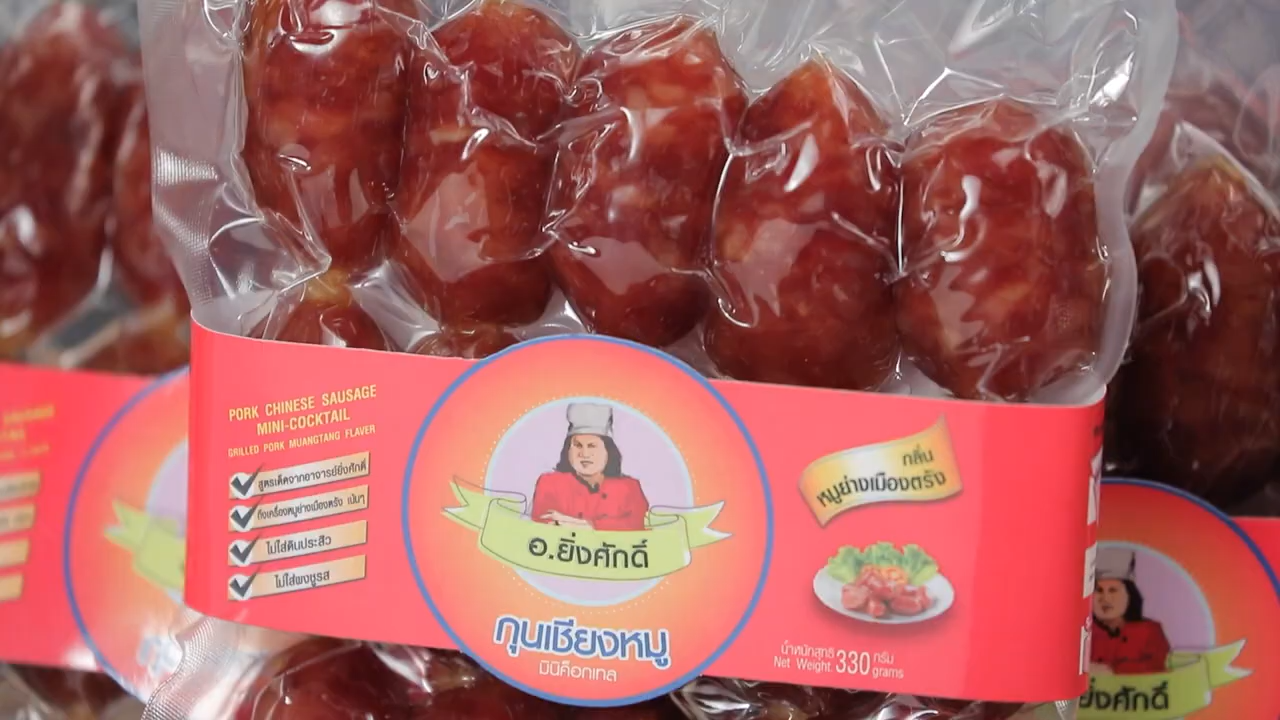 PORK CHINESE SAUSAGE
MINI-COCKTAIL
GRILLED PORK MUANGTANG FLAVER
สูตรเด็ดจากอาจารย์ยิ่งศักดิ์
ถึงเครื่องหมูย่างเมืองตรัง เน้นๆ
ไม่ใส่ดินประสิว
ไม่ใส่ผงชูรส
อ.ยิ่งศักดิ์
กุนเชียงหมู
มินิค็อกเทล
กลิ่น
หมูย่างเมืองตรัง
น้ำหนักสุทธิ 330 กรัม
Net Weight grams
ยิ่งศักดิ์